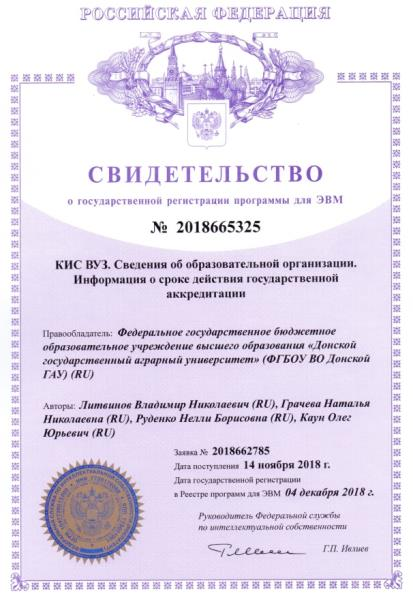 РОССИЙСКАЯ ФЕДЕРАЦИЯ
СВИДЕТЕЛЬСТВО
о государственной регистрации программы для ЭВМ
№ 2018665325
КИС ВУЗ. Сведения об образовательной организации.
Информация о сроке действия государственной
аккредитации
Правообладатель: Федеральное государственное бюджетное
образовательное учреждение высшего образования «Донской
государственный аграрный университет» (ФГБОУ ВО Донской
ГАУ) (RU)
Авторы: Литвинов Владимир Николаевич (RU), Грачева Наталья
Николаевна (RU), Руденко Нелли Борисовна (RU), Каун Олег
Юрьевич (RU)
Заявка № 2018662785
Дата поступления 14 ноября 2018 г.
Дата государственной регистрации
в Реестре программ для ЭВМ 04 декабря 2018 г.
Руководитель Федеральной службы
по интеллектуальной собственности
Г.П. Ивлиев